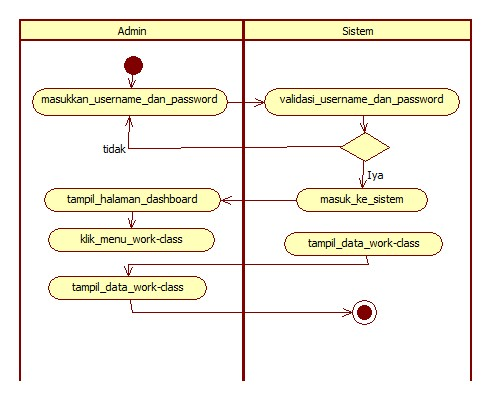 Admin
Sistem
masukkan_username_dan_password
validasi_username_dan_password
tidak
Iya
tampil_halaman_dashboard
masuk_ke_sistem
klik_menu_work-class
tampil_data_work-class
tampil_data_work-class